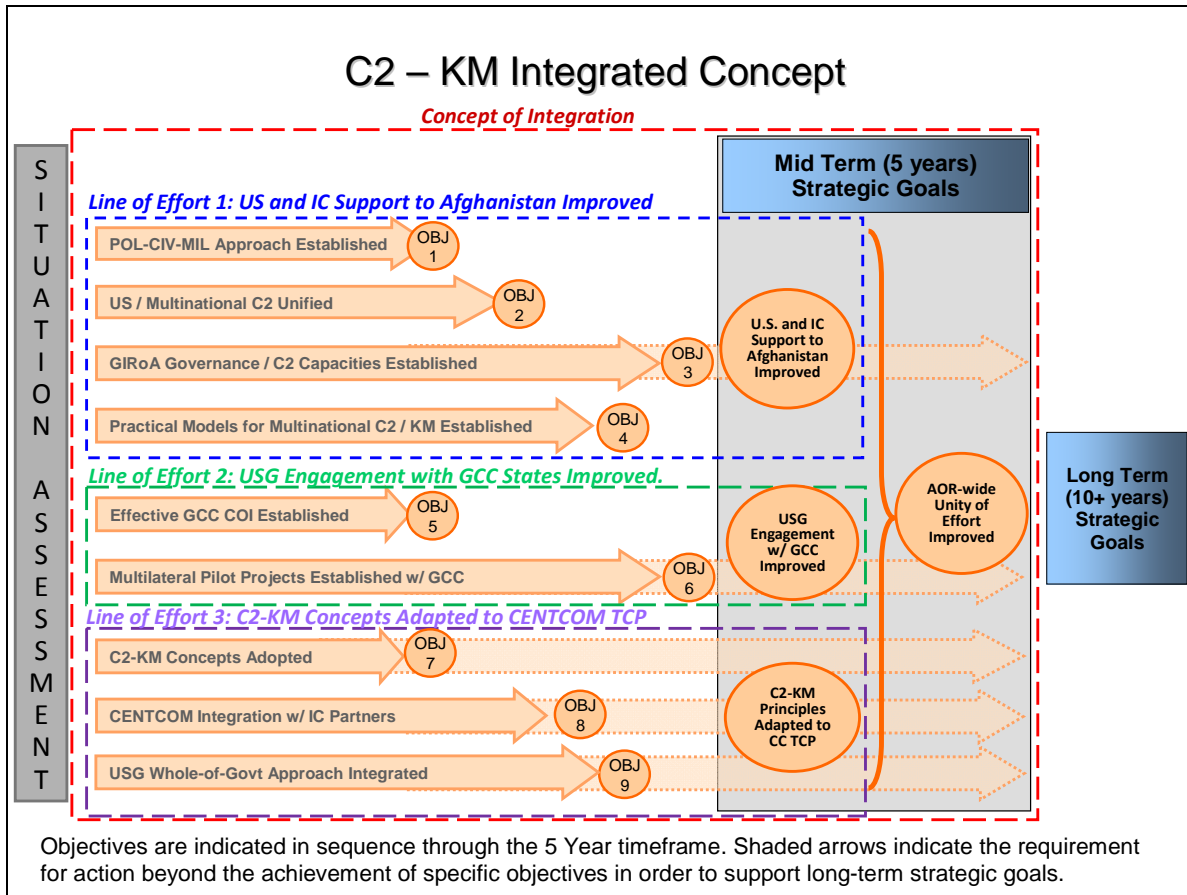 C2 – KM Integrated Concept
Concept of Integration
SITUATION ASSESSMENT
Mid Term (5 years)
Strategic Goals
Line of Effort 1: US and IC Support to Afghanistan Improved
POL-CIV-MIL Approach Established
OBJ
1
US / Multinational C2 Unified
OBJ
2
GIRoA Governance / C2 Capacities Established
OBJ
3
Practical Models for Multinational C2 / KM Established
OBJ
4
U.S. and IC
Support to
Afghanistan
Improved
Line of Effort 2: USG Engagement with GCC States Improved.
Effective GCC COI Established
OBJ
5
Multilateral Pilot Projects Established w/ GCC
OBJ
6
USG
Engagement
w/ GCC
Improved
Line of Effort 3: C2-KM Concepts Adapted to CENTCOM TCP
C2-KM Concepts Adopted
OBJ
7
CENTCOM Integration w/ IC Partners
OBJ
8
USG Whole-of-Govt Approach Integrated
OBJ
9
C2-KM
Principles
Adapted to
CC TCP
AOR-wide
Unity of
Effort
Improved
Long Term
(10+ years)
Strategic
Goals
Objectives are indicated in sequence through the 5 Year timeframe. Shaded arrows indicate the requirement
for action beyond the achievement of specific objectives in order to support long-term strategic goals.